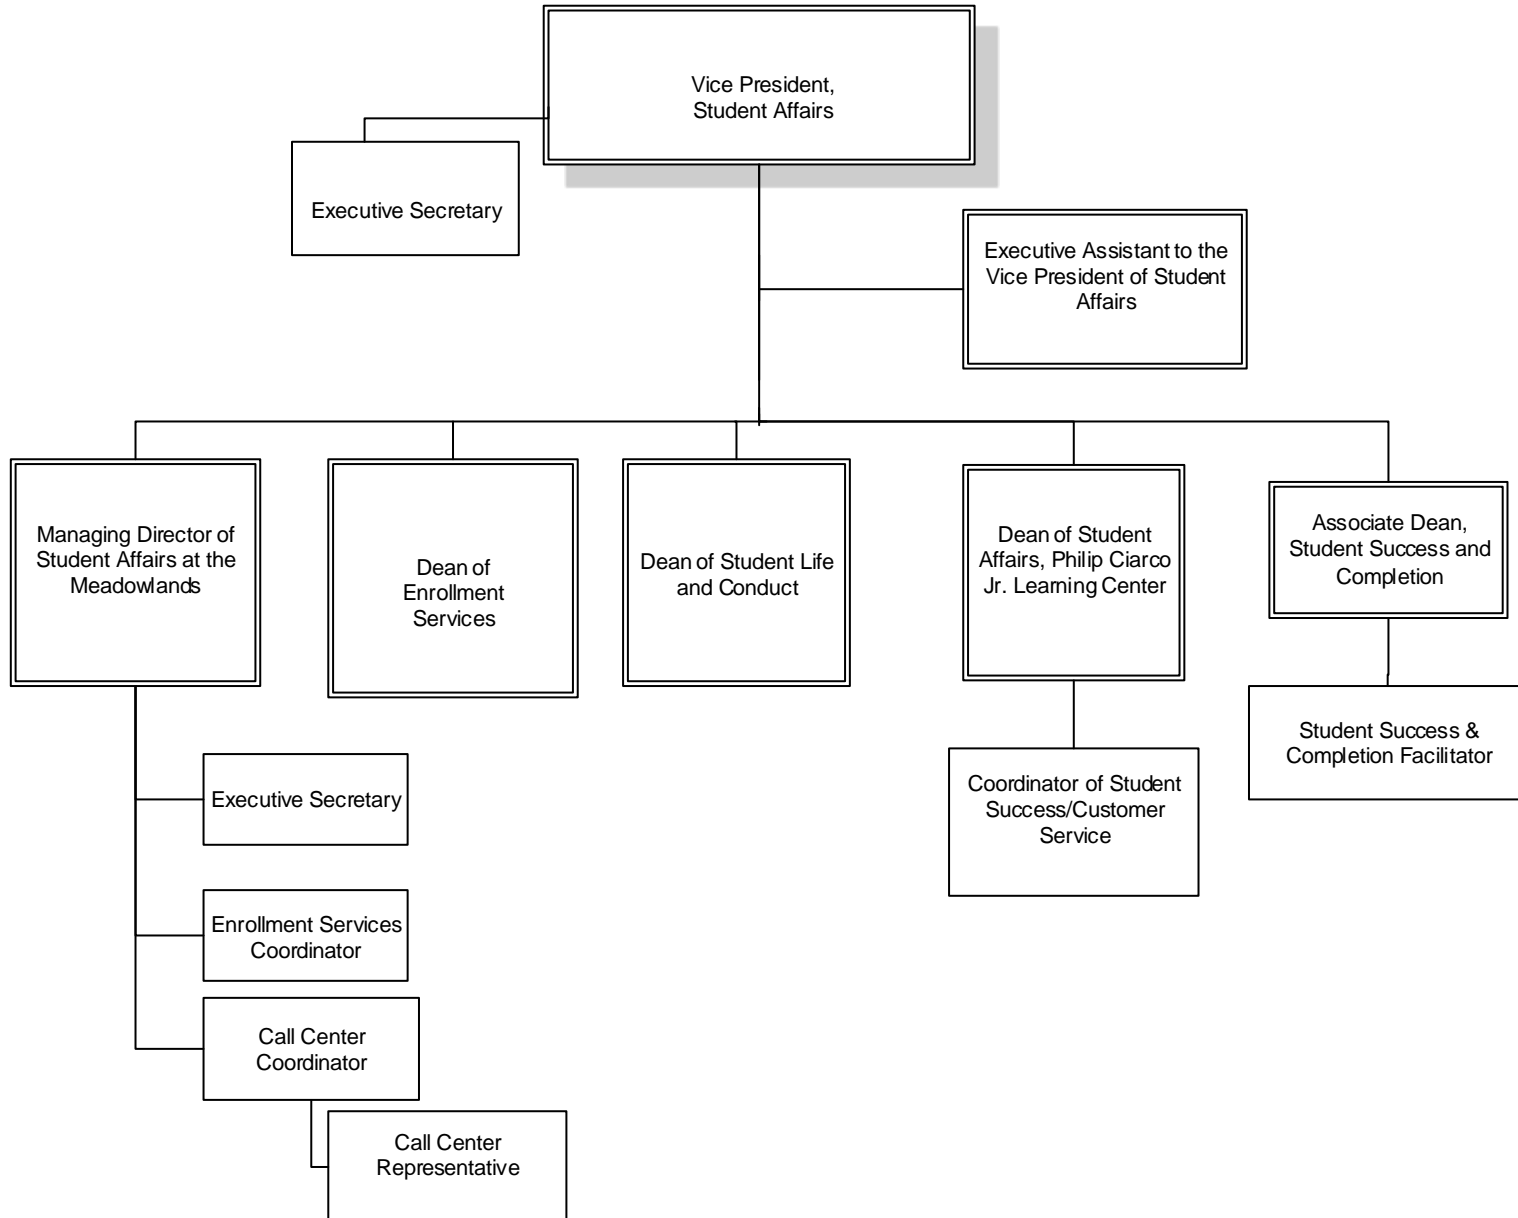 Vice President,
Student Affairs
Executive Secretary
Executive Assistant to the
Vice President of Student
Affairs
Managing Director of
Student Affairs at the
Meadowlands
Dean of
Enrollment
Services
Dean of Student Life
and Conduct
Dean of Student
Affairs, Philip Ciarco
Jr. Learning Center
Associate Dean,
Student Success and
Completion
Executive Secretary
Enrollment Services
Coordinator
Call Center
Coordinator
Call Center
Representative
Coordinator of Student
Success/Customer
Service
Student Success &
Completion Facilitator